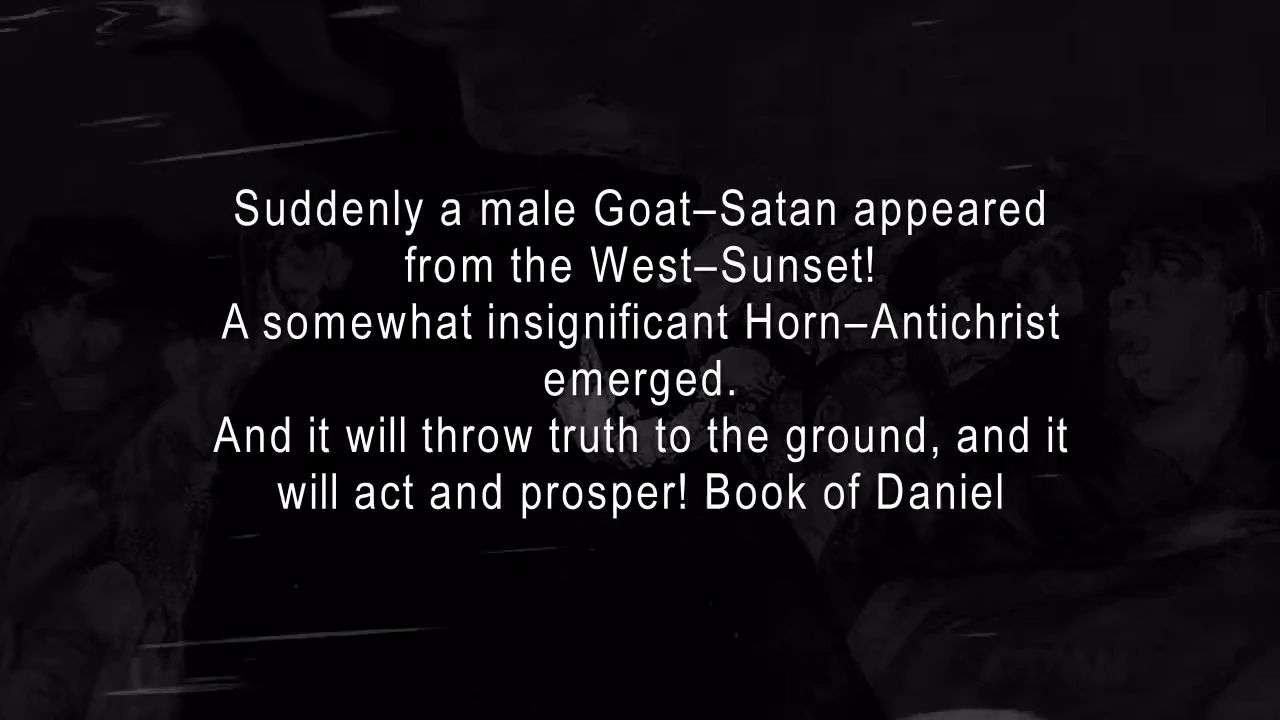 Suddenly a male Goat–Satan appeared
from the West–Sunset!
A somewhat insignificant Horn–Antichrist
emerged.
And it will throw truth to the ground, and it
will act and prosper! Book of Daniel